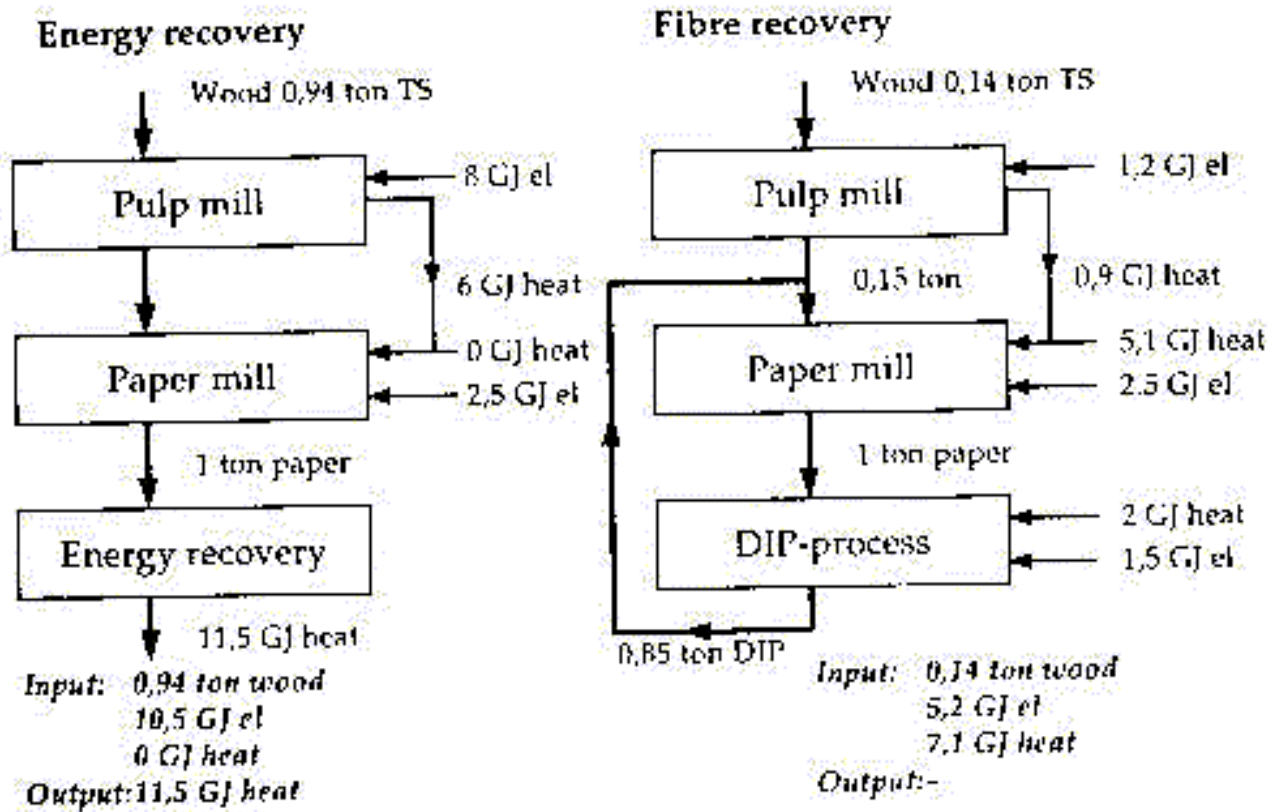 Energy recovery
Wood 0,94 ton TS
Pulp mill
8 GJ el
6 GJ heat
Paper mill
0 GJ heat
2,5 GJ el
1 ton paper
Energy recovery
11,5 GJ heat
Input: 0,94 ton wood
10,5 GJ el
0 GJ heat
Output:11,5 GJ heat
Fibre recovery
Wood 0,14 ton TS
Pulp mill
1,2 GJ el
0,15 ton
0,9 GJ heat
Paper mill
5,1 GJ heat
2.5 GJ el
1 ton paper
DIP-process
2 GJ heat
1,5 GJ el
0,85 ton DIP
Input: 0,14 ton wood
5,2 GJ el
7,1 GJ heat
Output:-